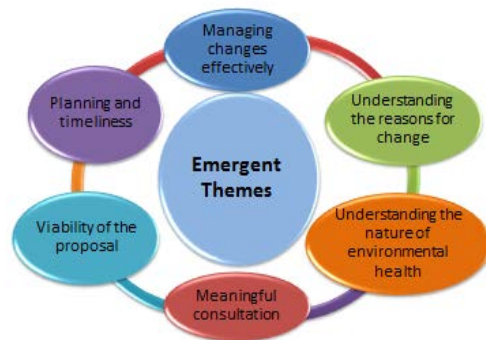 Managing
changes
effectively
Understanding
the reasons for
change
Understanding the
nature of
environmental
health
Meaningful
consultation
Viability of the
proposal
Planning and
timeliness
Emergent
Themes